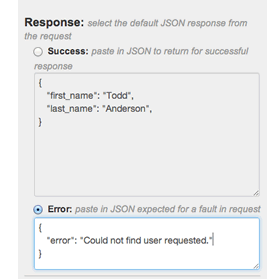 Response: select the default JSON response from
the request
Success: paste in JSON to return for successful
response
{
"first_name": "Todd",
"last_name": "Anderson",
}
Error: paste in JSON expected for a fault in request
{
"error": "Could not find user requested."
}